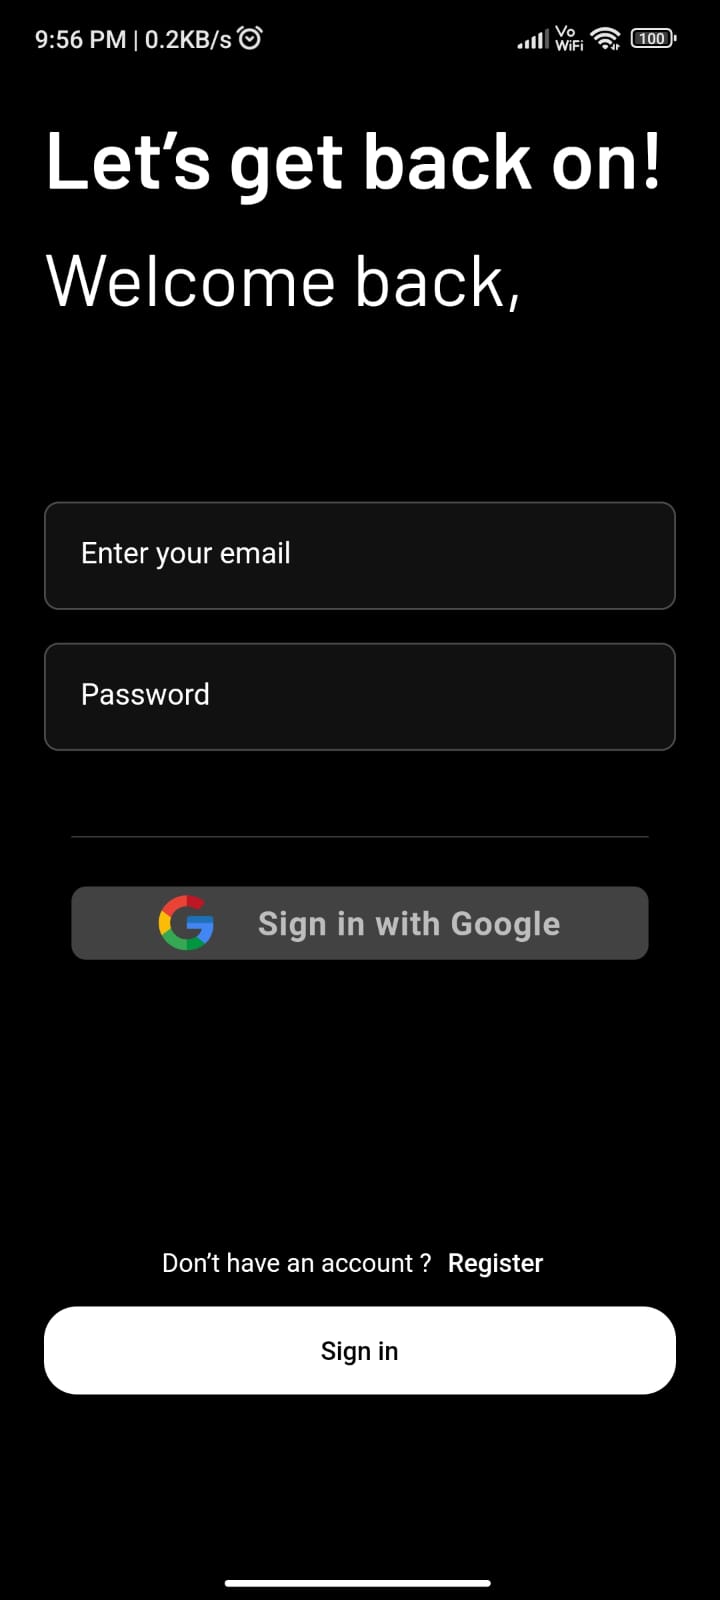 9:56 PM | 0.2KB/s Vo WiFi 100
Let's get back on!
Welcome back,
Enter your email
Password
Sign in with Google
Don't have an account ? Register
Sign in